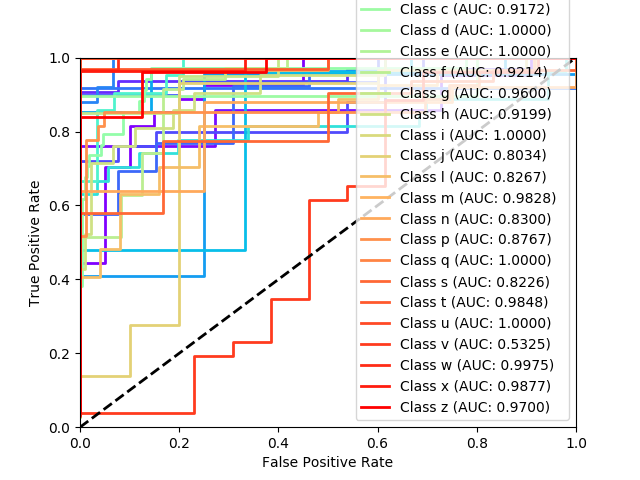 Class c (AUC: 0.9172)
Class d (AUC: 1.0000)
Class e (AUC: 1.0000)
Class f (AUC: 0.9214)
Class g (AUC: 0.9600)
Class h (AUC: 0.9199)
Class i (AUC: 1.0000)
Class j (AUC: 0.8034)
Class l (AUC: 0.8267)
Class m (AUC: 0.9828)
Class n (AUC: 0.8300)
Class p (AUC: 0.8767)
Class q (AUC: 1.0000)
Class s (AUC: 0.8226)
Class t (AUC: 0.9848)
Class u (AUC: 1.0000)
Class v (AUC: 0.5325)
Class w (AUC: 0.9975)
Class x (AUC: 0.9877)
Class z (AUC: 0.9700)
True Positive Rate
1.0
0.8
0.6
0.4
0.2
0.0
0.0 0.2 0.4 0.6 0.8 1.0
False Positive Rate